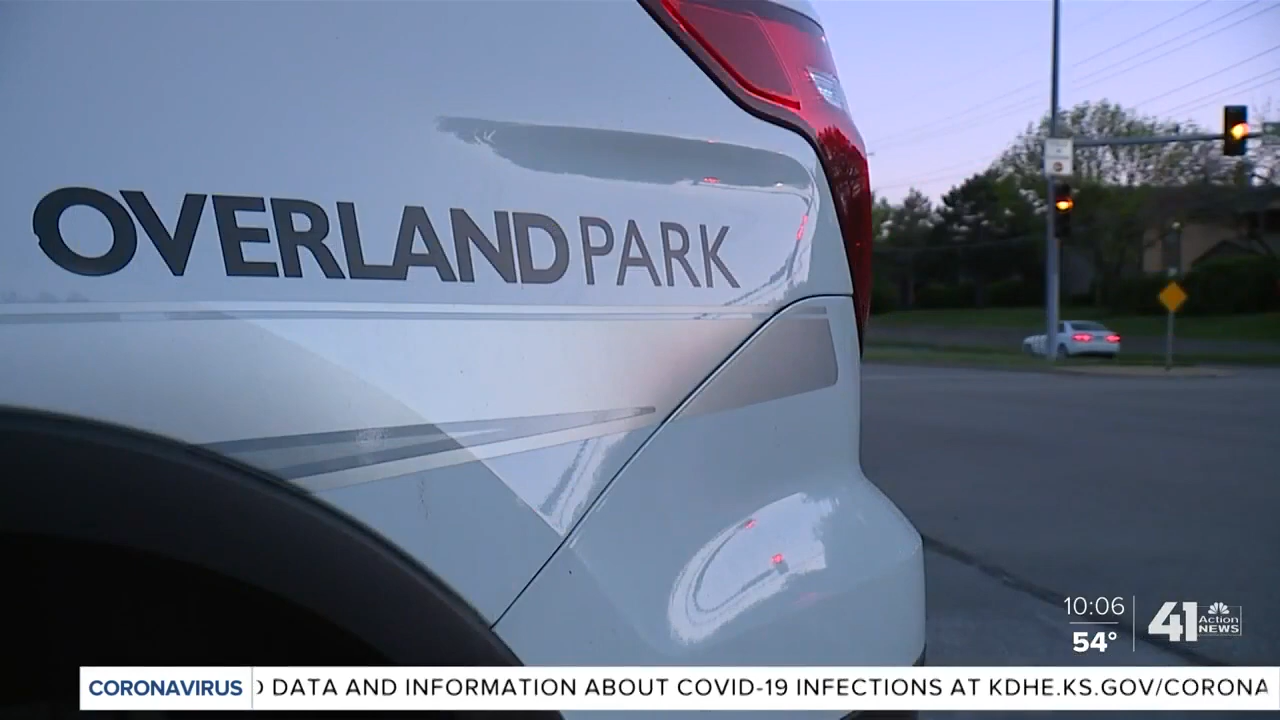 OVERLAND PARK
10:06
54°
41 Action NEWS
CORONAVIRUS DATA AND INFORMATION ABOUT COVID-19 INFECTIONS AT KDHE.KS.GOV/CORONA